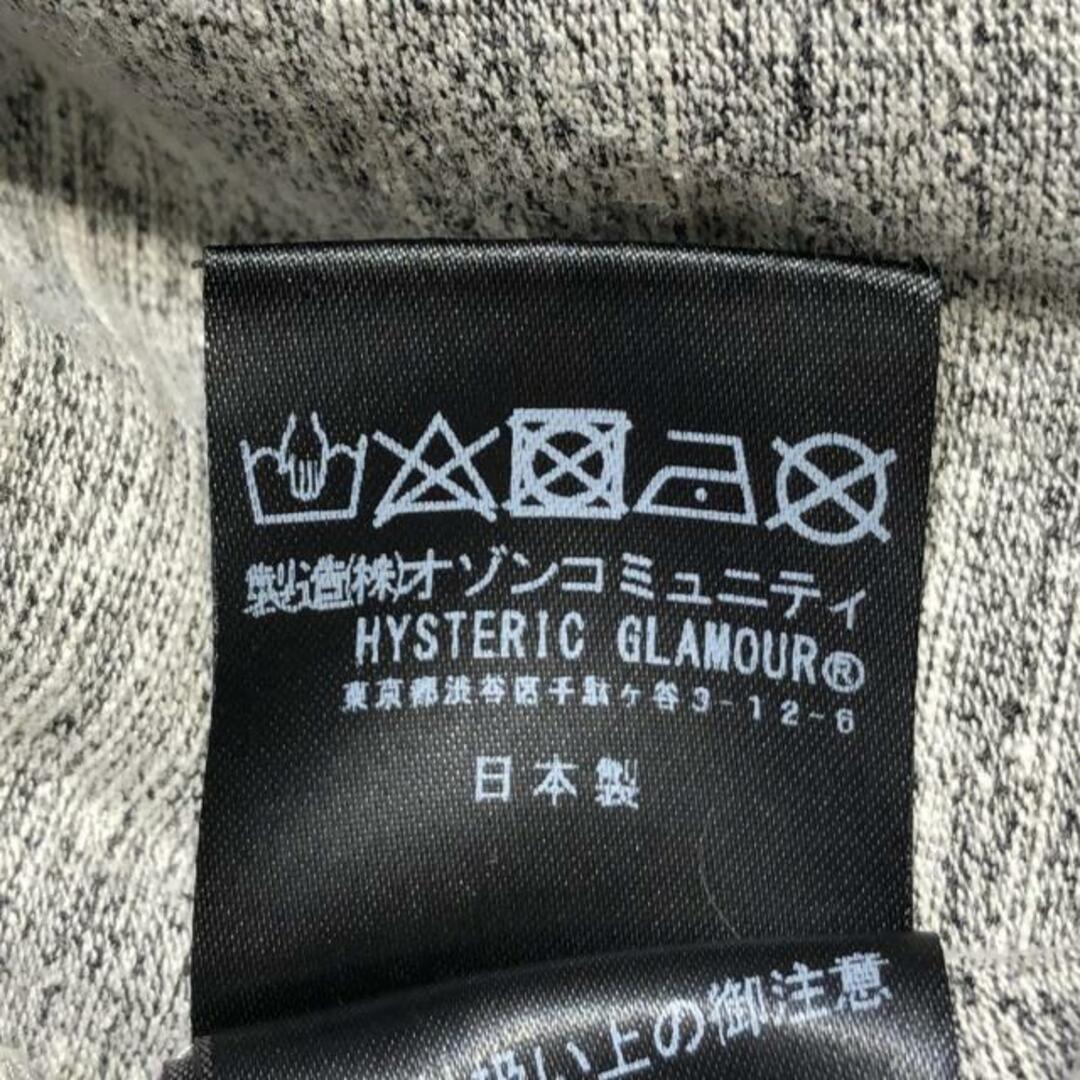 製造(株)オゾンコミュニティ
HYSTERIC GLAMOUR®
東京都渋谷区千駄ヶ谷3-12-6
日本製
扱い上の御注意